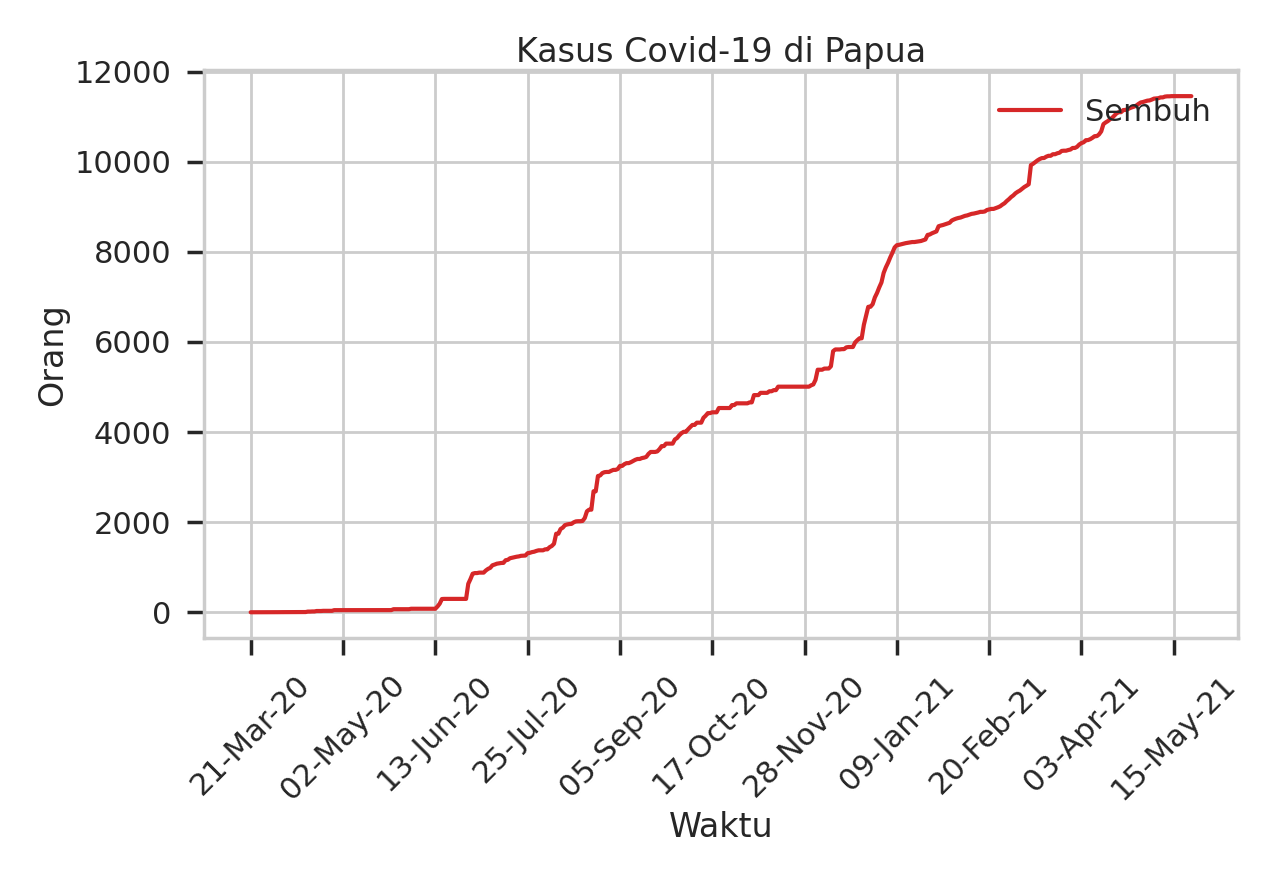 Kasus Covid-19 di Papua
12000
10000
8000
6000
4000
2000
0
Orang
Sembuh
21-Mar-20
02-May-20
13-Jun-20
25-Jul-20
05-Sep-20
17-Oct-20
28-Nov-20
09-Jan-21
20-Feb-21
03-Apr-21
15-May-21
Waktu